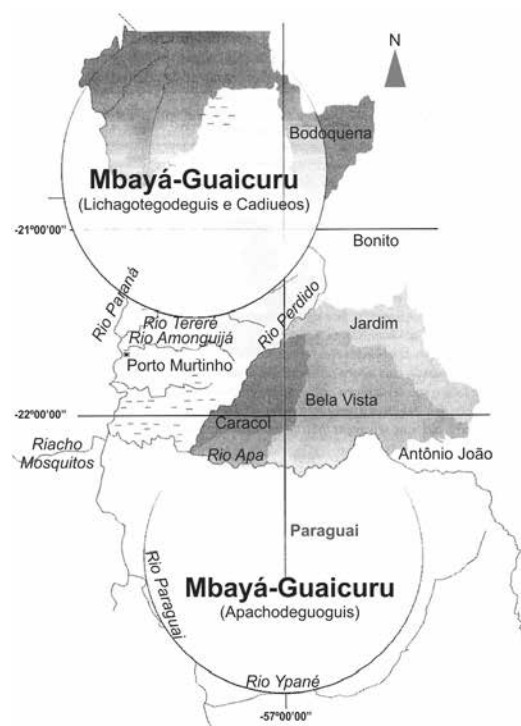 N
Bodoquena
Mbayá-Guaicuru
(Lichagotegodeguis e Cadiueos)
-21°00'00"
Bonito
Rio Paraná
Rio Tereré
Rio Perdido
Rio Amonguijá
Jardim
Porto Murtinho
Bela Vista
-22°00'00"
Caracol
Riacho
Mosquitos
Rio Apa
Antônio João
Paraguai
Rio Paraguai
Mbayá-Guaicuru
(Apachodeguoguis)
Rio Ypané
-57°00'00"